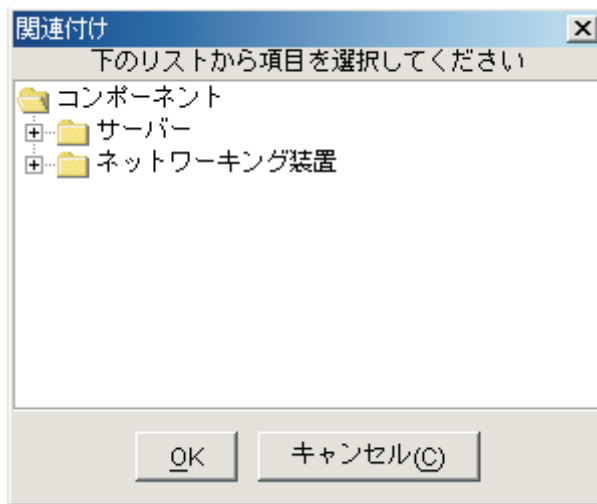 関連付け
下のリストから項目を選択してください
コンポーネント
サーバー
ネットワーキング装置
OK キャンセル(C)